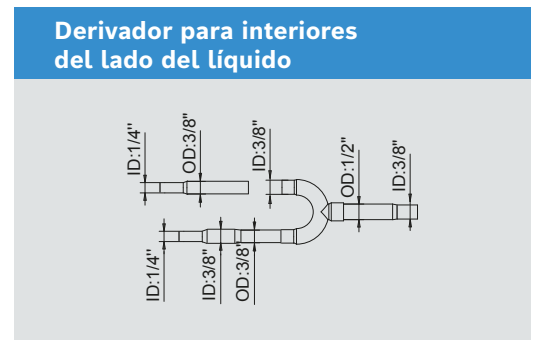 Derivador para interiores
del lado del líquido
ID:1/4"
OD:3/8"
ID:3/8"
OD:1/2"
ID:3/8"
ID:1/4"
ID:3/8"
OD:3/8"